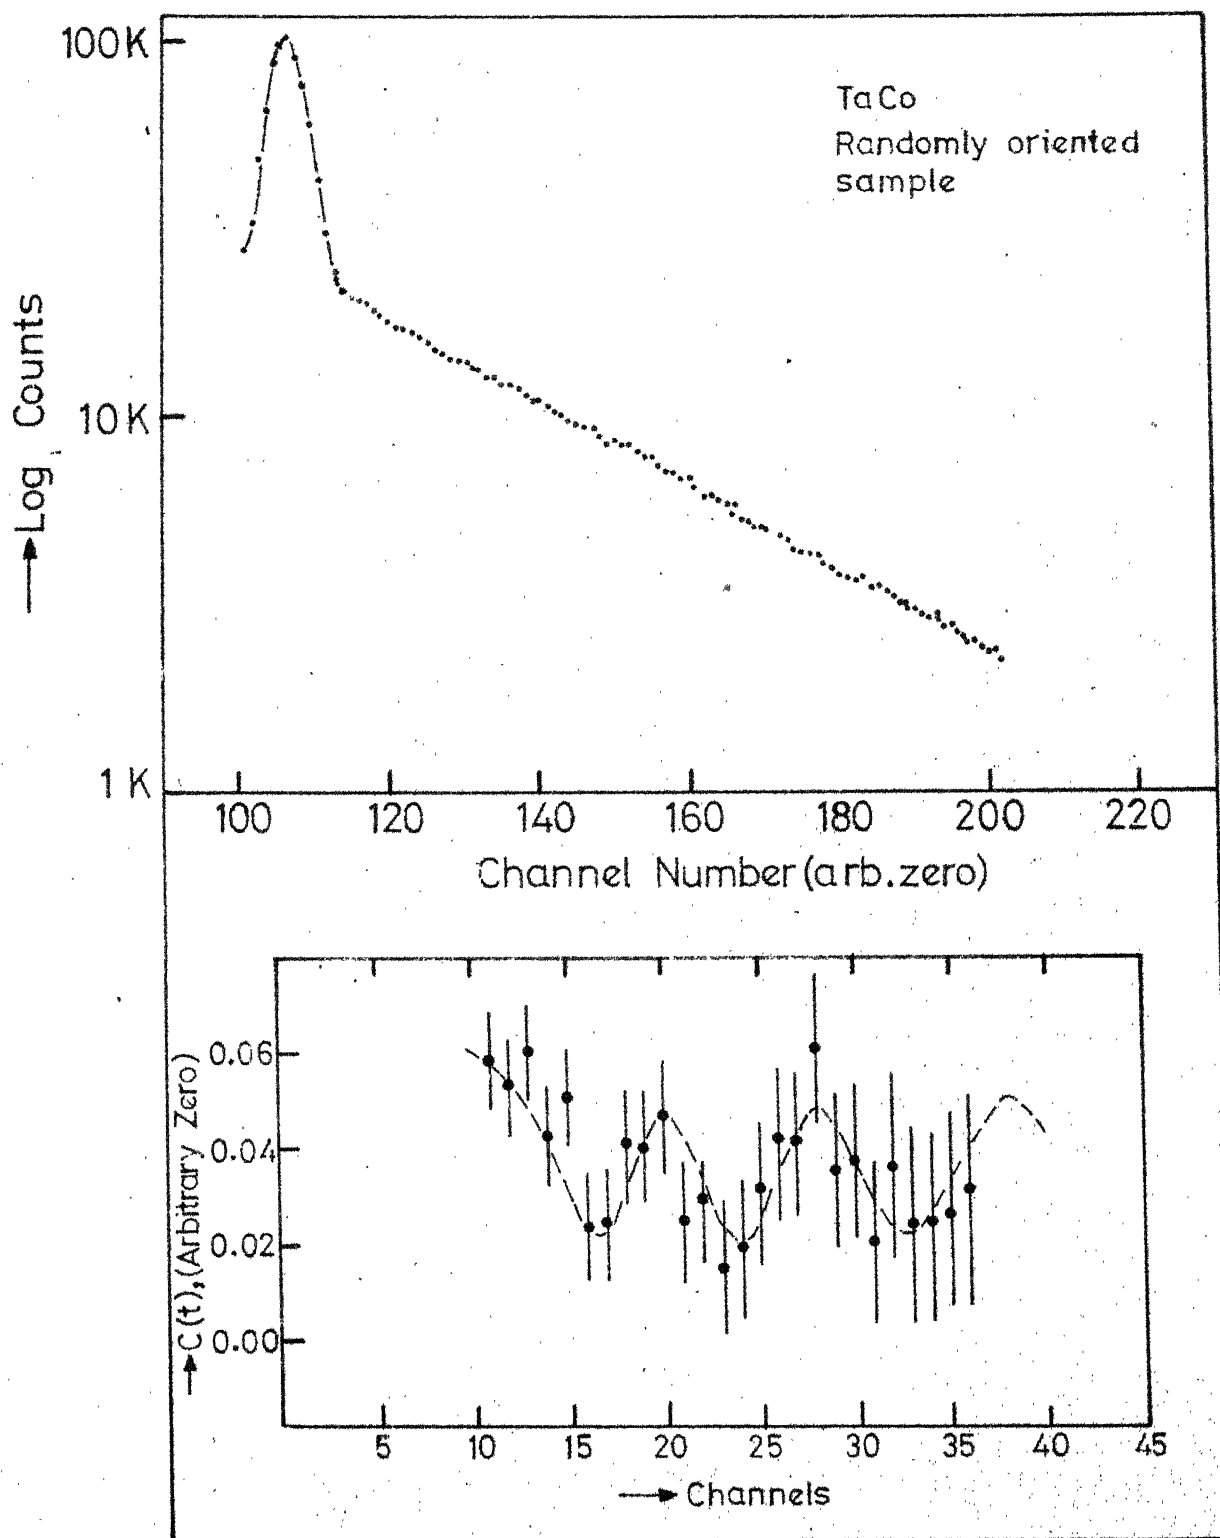 100K
10K
1K
Log Counts
TaCo
Randomly oriented
sample
100 120 140 160 180 200 220
Channel Number (arb.zero)
C(t), (Arbitrary Zero)
0.06
0.04
0.02
0.00
5 10 15 20 25 30 35 40 45
Channels